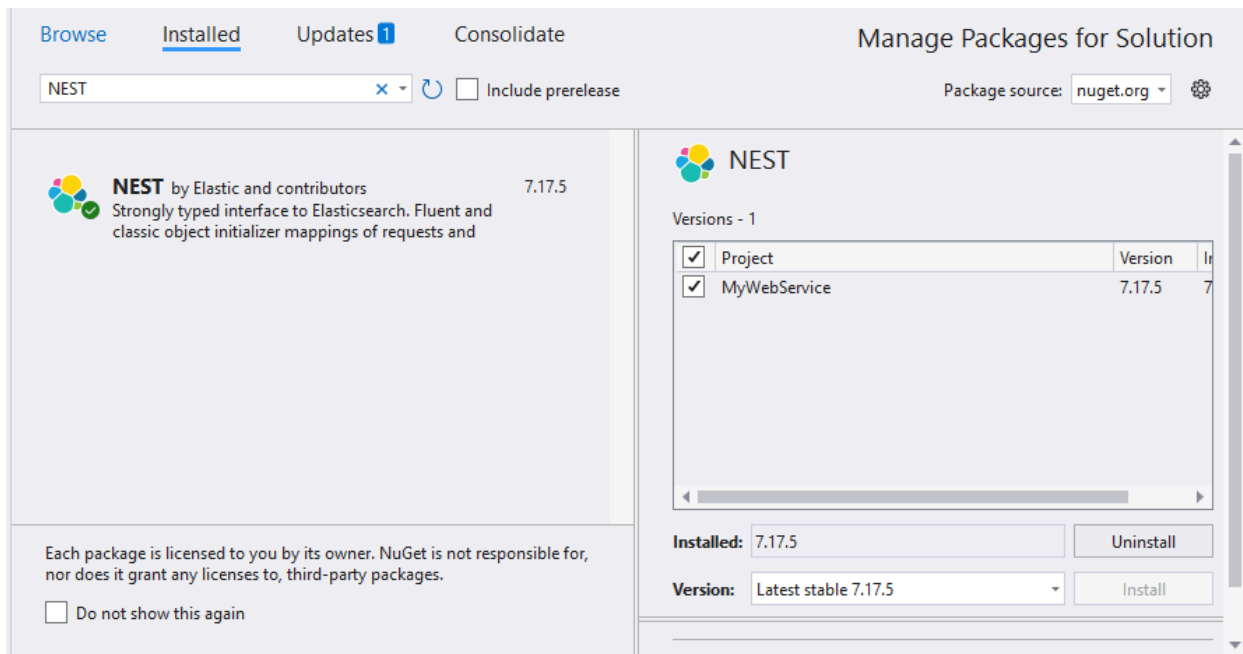 Browse Installed Updates 1 Consolidate Manage Packages for Solution
NEST Include prerelease Package source: nuget.org
NEST by Elastic and contributors 7.17.5
Strongly typed interface to Elasticsearch. Fluent and
classic object initializer mappings of requests and
NEST
Versions - 1
Project Version
MyWebService 7.17.5 7
Each package is licensed to you by its owner. NuGet is not responsible for,
nor does it grant any licenses to, third-party packages.
Do not show this again
Installed: 7.17.5 Uninstall
Version: Latest stable 7.17.5 Install